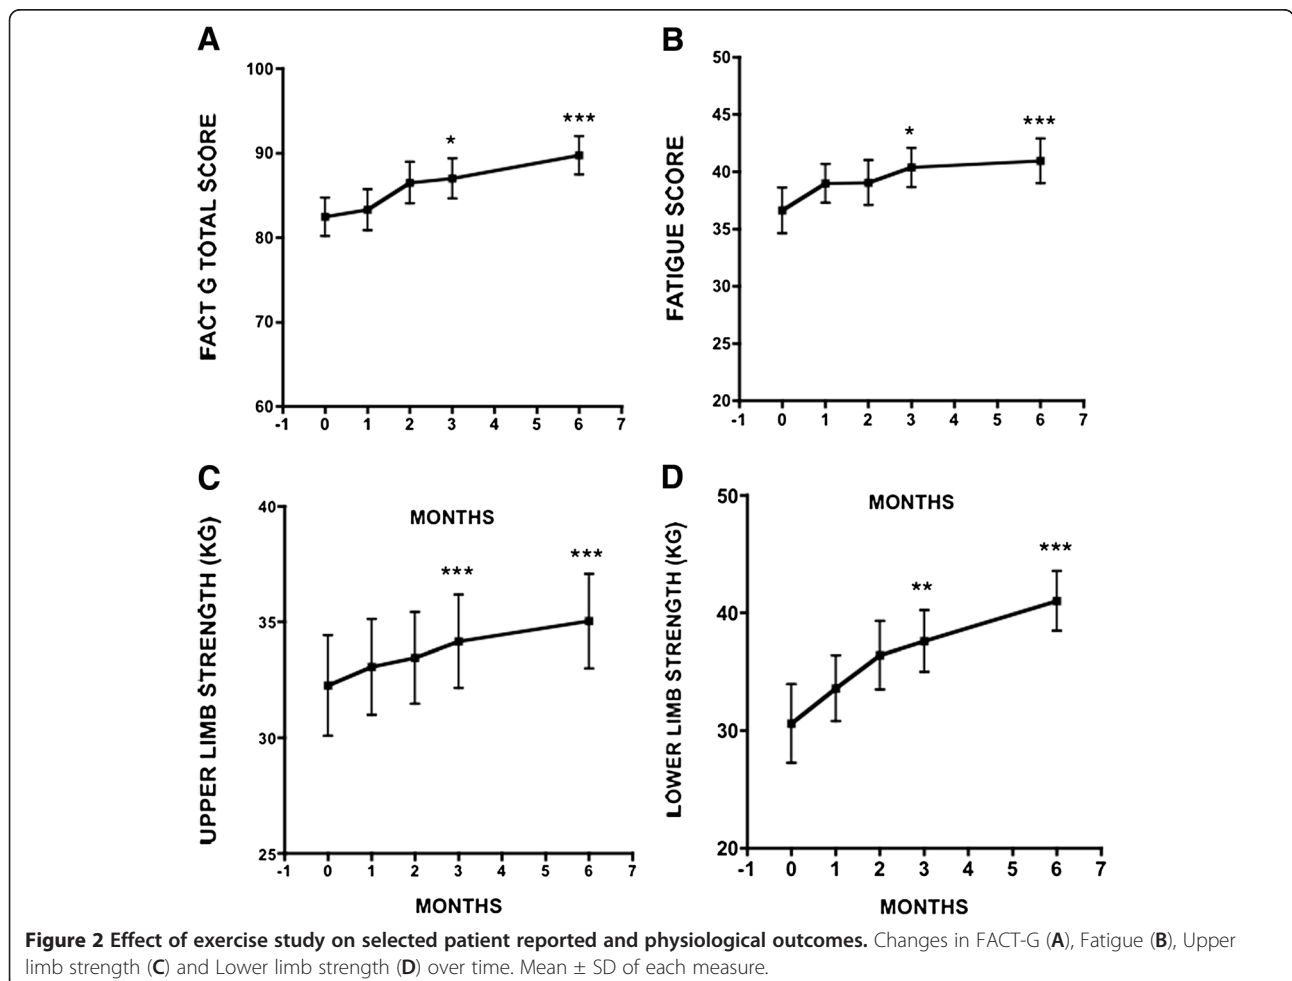 A
FACT G TOTAL SCORE
100
90
80
70
60
-1 0 1 2 3 4 5 6 7
* ***
MONTHS
B
FATIGUE SCORE
50
45
40
35
30
25
20
-1 0 1 2 3 4 5 6 7
* ***
MONTHS
C
UPPER LIMB STRENGTH (KG)
40
35
30
25
-1 0 1 2 3 4 5 6 7
*** ***
MONTHS
D
LOWER LIMB STRENGTH (KG)
50
40
30
20
-1 0 1 2 3 4 5 6 7
** ***
MONTHS
Figure 2 Effect of exercise study on selected patient reported and physiological outcomes. Changes in FACT-G (A), Fatigue (B), Upper
limb strength (C) and Lower limb strength (D) over time. Mean ± SD of each measure.